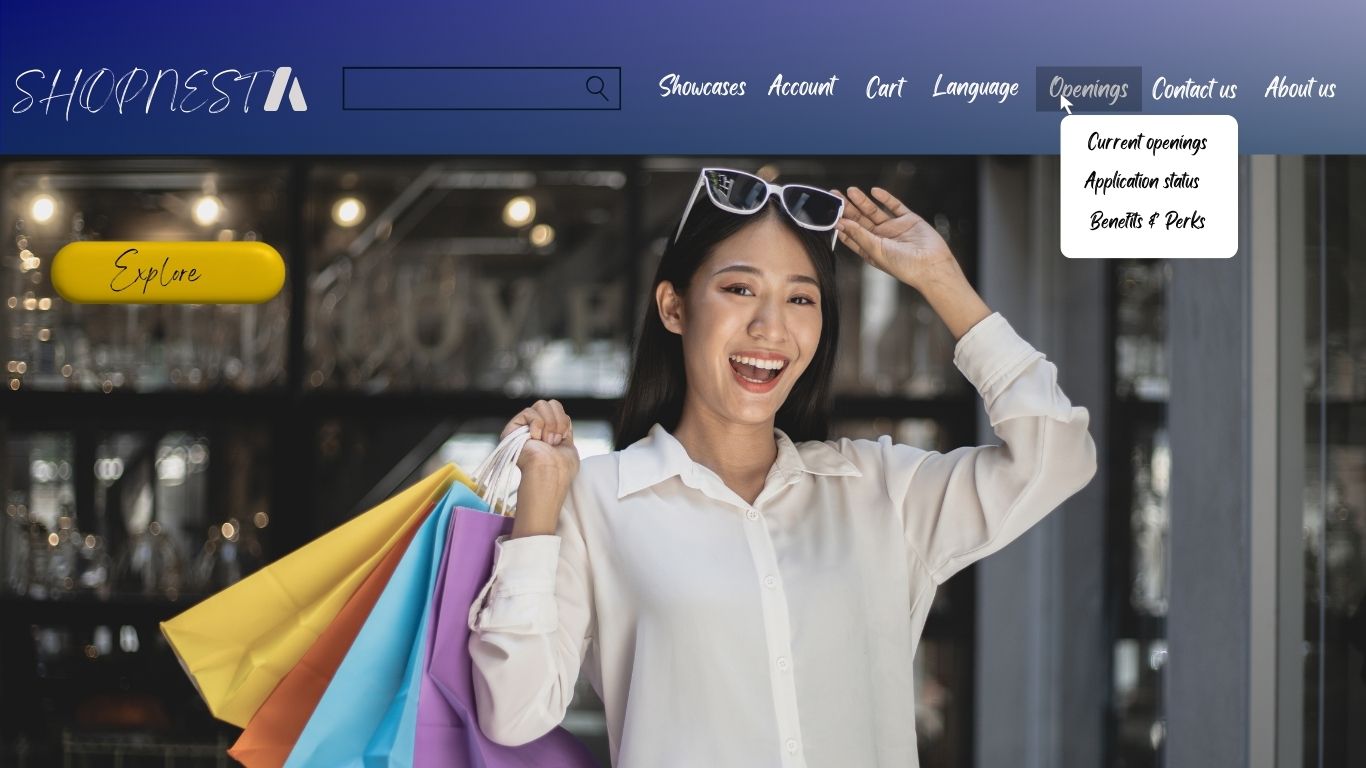 SHOPNEST
Showcases Account Cart Language Openings Contact us About us
Current openings
Application status
Benefits & Perks
Explore